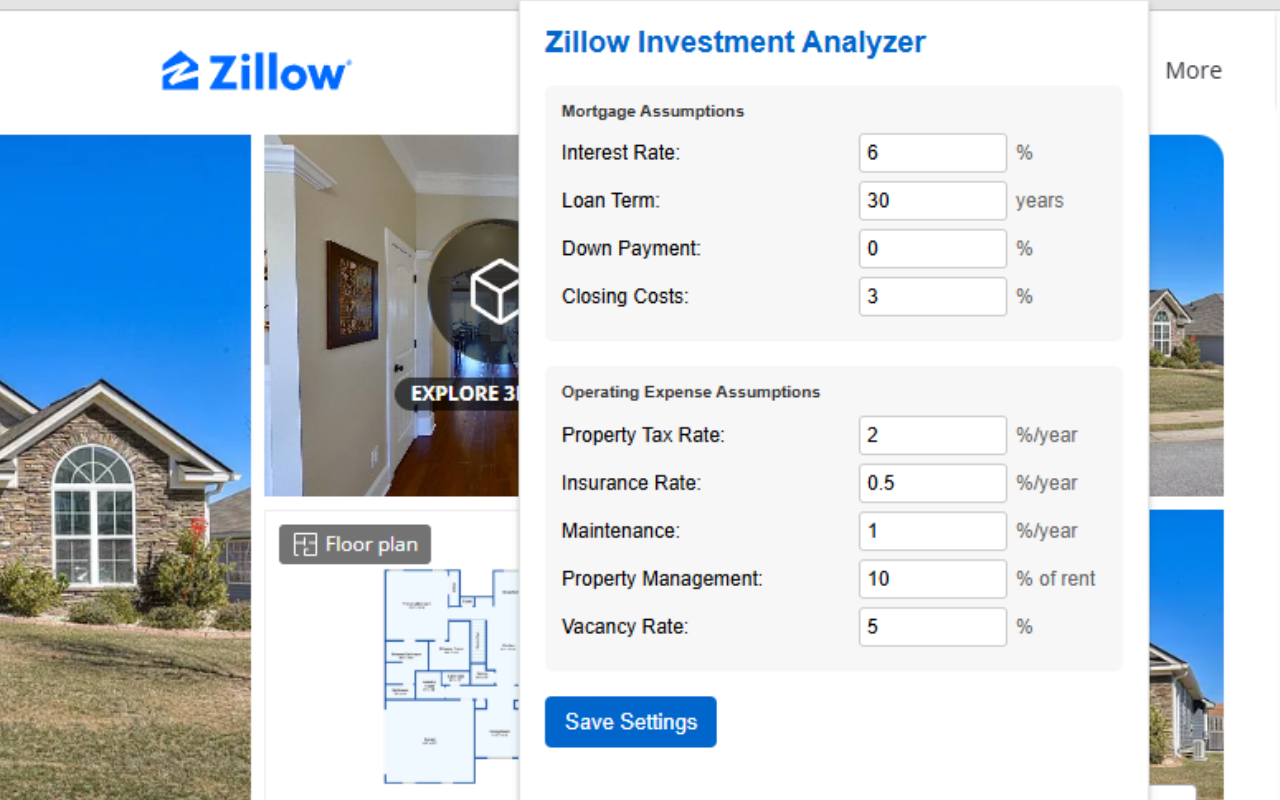 Zillow
More
EXPLORE 3
Floor plan
Zillow Investment Analyzer
Mortgage Assumptions
Interest Rate: 6 %
Loan Term: 30 years
Down Payment: 0 %
Closing Costs: 3 %
Operating Expense Assumptions
Property Tax Rate: 2 %/year
Insurance Rate: 0.5 %/year
Maintenance: 1 %/year
Property Management: 10 % of rent
Vacancy Rate: 5 %
Save Settings